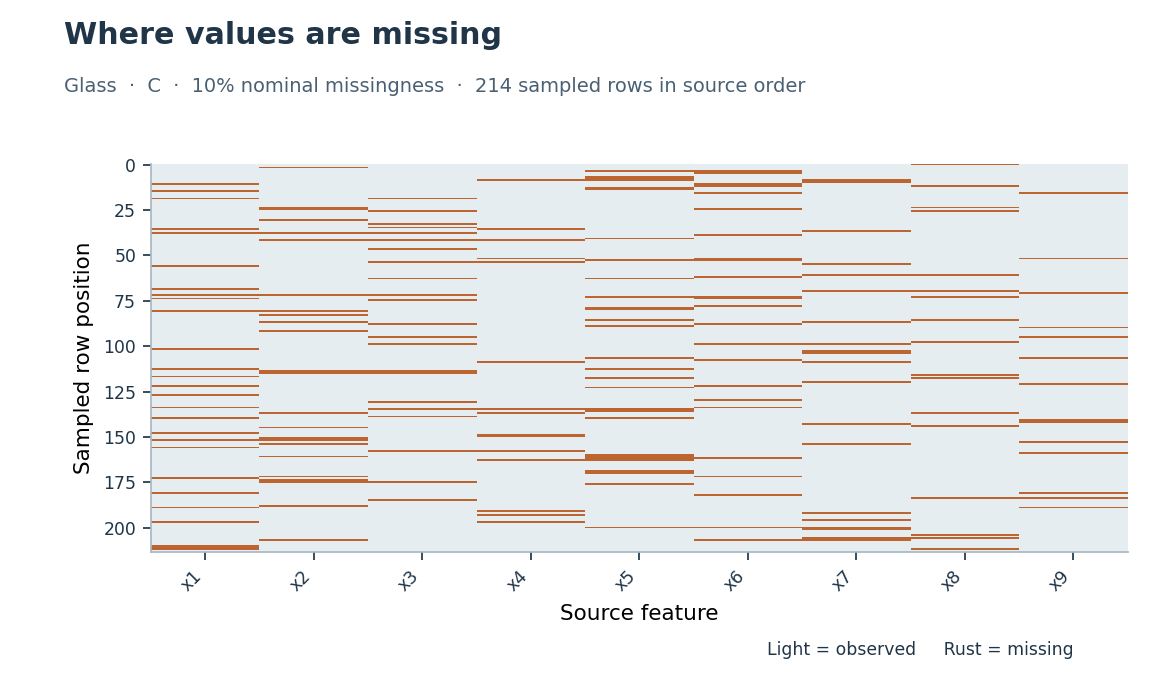 Where values are missing
Glass · C · 10% nominal missingness · 214 sampled rows in source order
0
25
50
75
100
125
150
175
200
Sampled row position
x1 x2 x3 x4 x5 x6 x7 x8 x9
Source feature
Light = observed Rust = missing